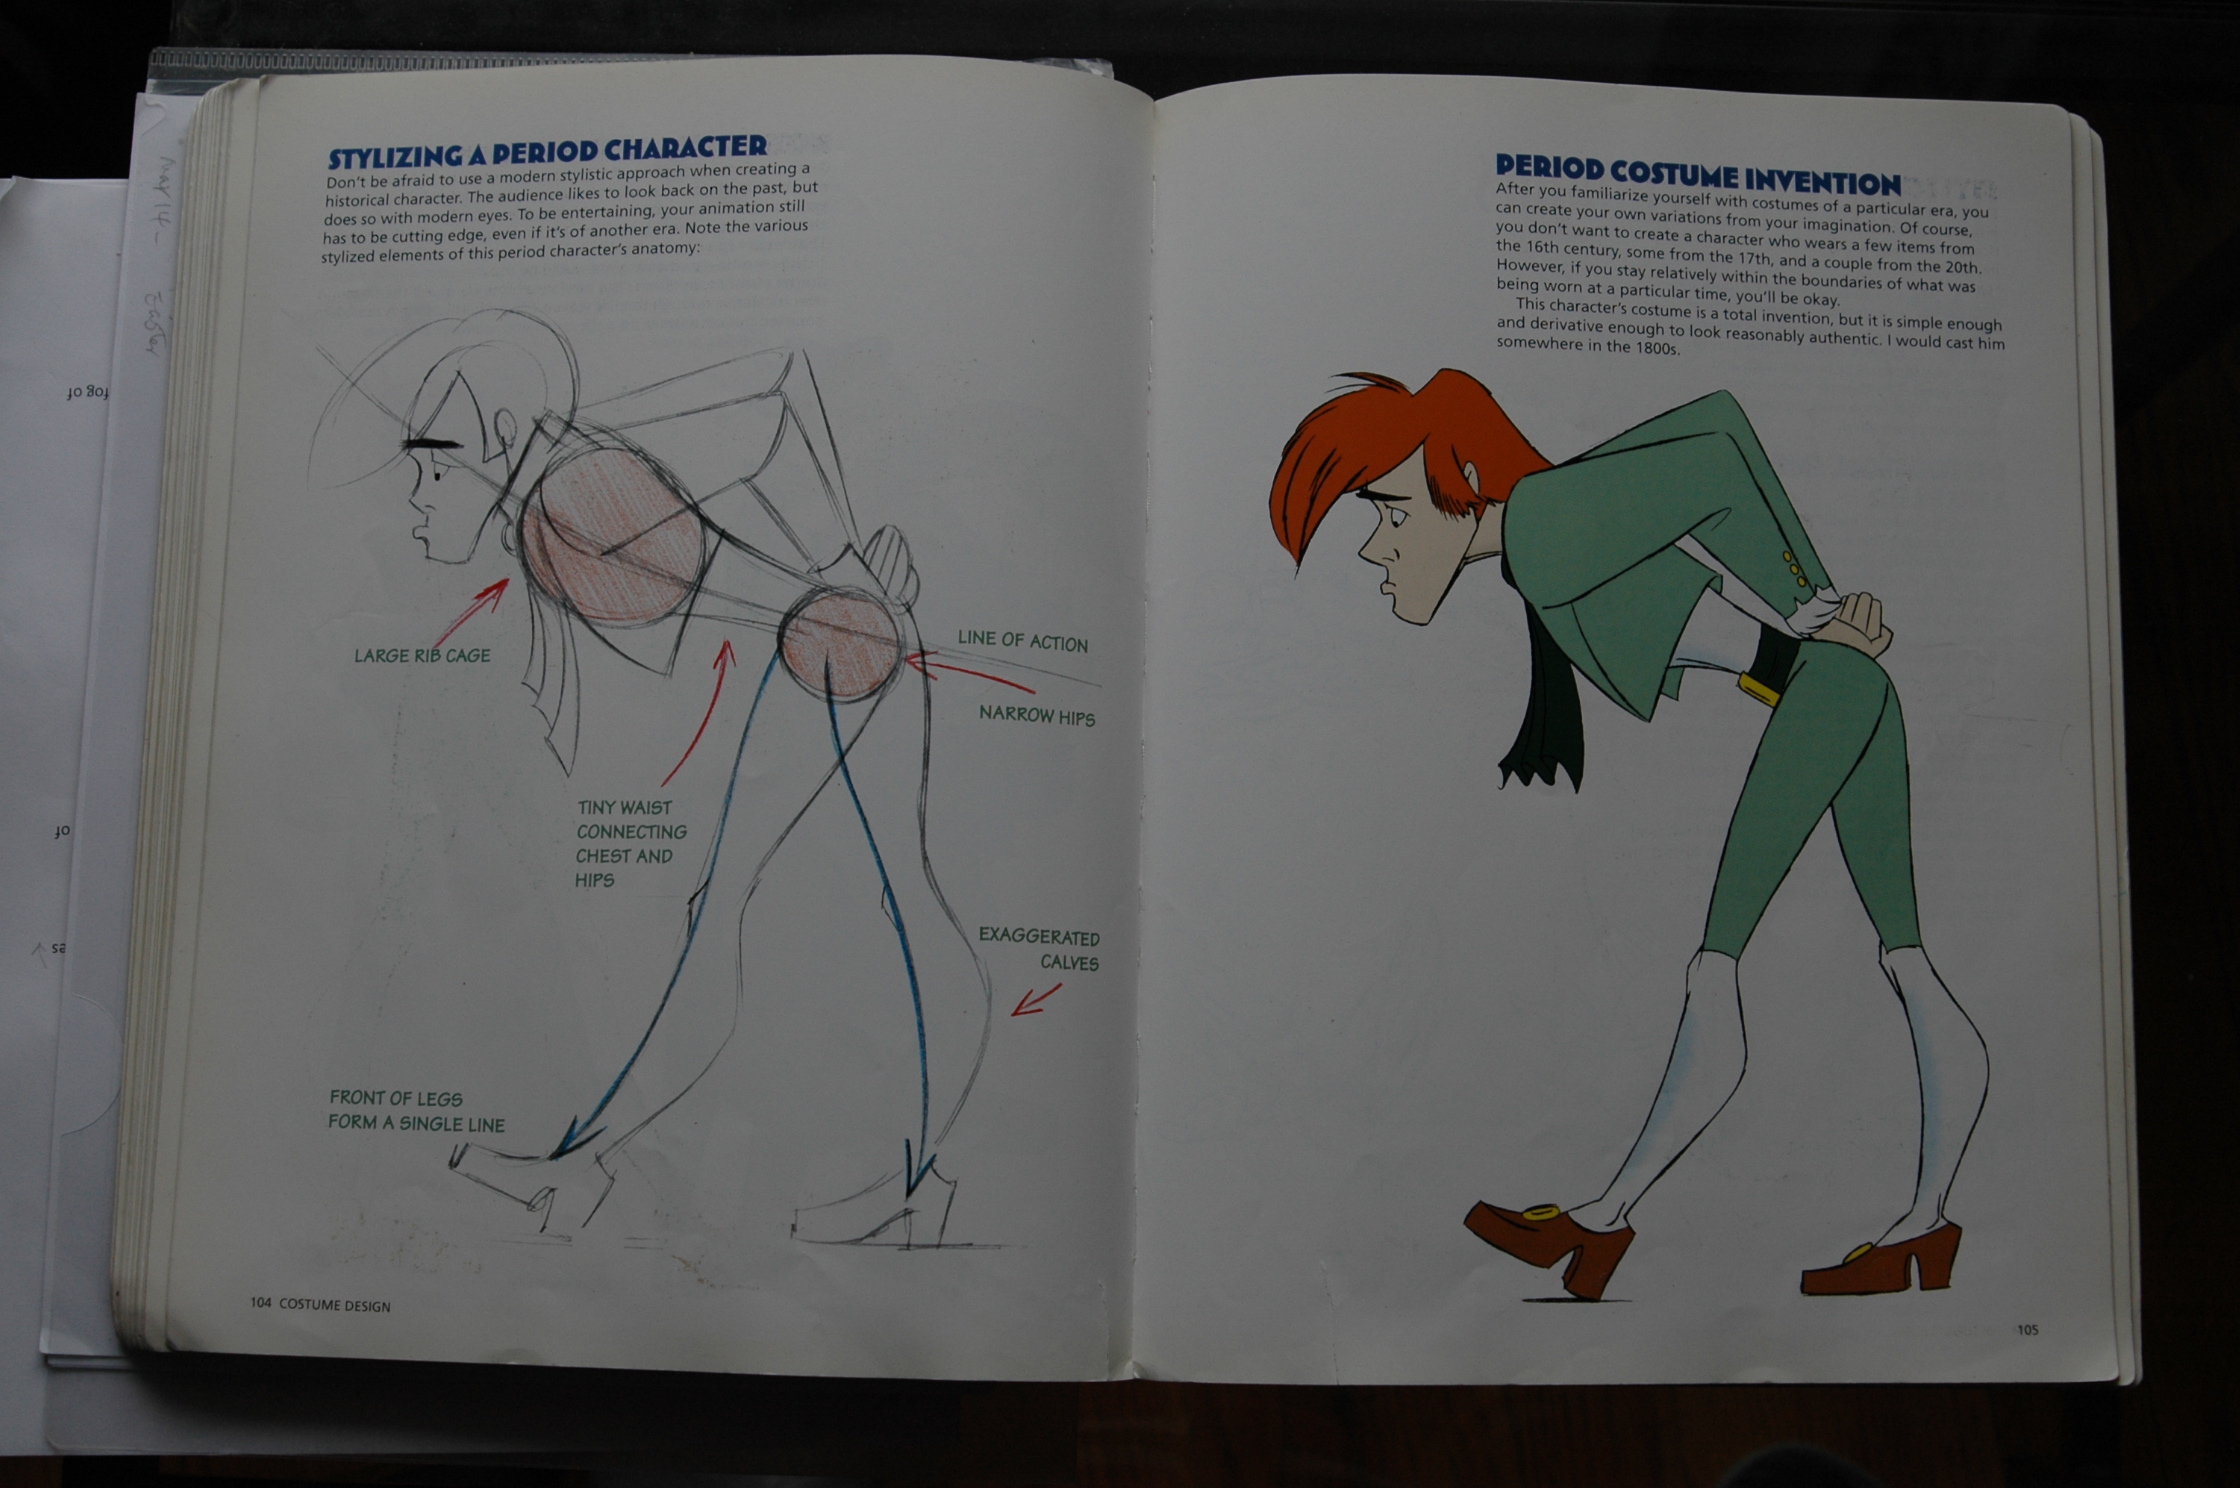 STYLIZING A PERIOD CHARACTER
Don't be afraid to use a modern stylistic approach when creating a
historical character. The audience likes to look back on the past, but
does so with modern eyes. To be entertaining, your animation still
has to be cutting edge, even if it's of another era. Note the various
stylized elements of this period character's anatomy:
LARGE RIB CAGE
LINE OF ACTION
NARROW HIPS
TINY WAIST
CONNECTING
CHEST AND
HIPS
EXAGGERATED
CALVES
FRONT OF LEGS
FORM A SINGLE LINE
104 COSTUME DESIGN
PERIOD COSTUME INVENTION
After you familiarize yourself with costumes of a particular era, you
can create your own variations from your imagination. Of course,
you don't want to create a character who wears a few items from
the 16th century, some from the 17th, and a couple from the 20th.
However, if you stay relatively within the boundaries of what was
being worn at a particular time, you'll be okay.
This character's costume is a total invention, but it is simple enough
and derivative enough to look reasonably authentic. I would cast him
somewhere in the 1800s.
105
May 14 - Easter
fog of
of
es